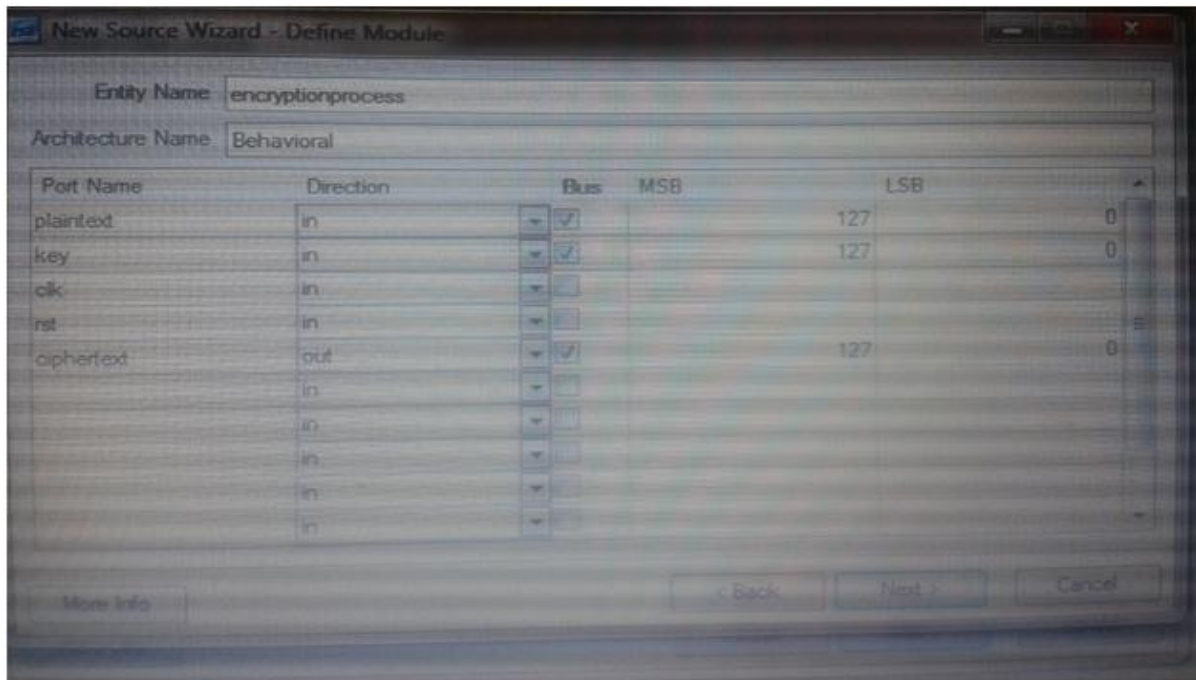 New Source Wizard - Define Module
Entity Name encryptionprocess
Architecture Name Behavioral
Port Name Direction Bus MSB LSB
plaintext in 127 0
key in 127 0
clk in
rst in
ciphertext out 127 0
in
in
in
in
in
More Info < Back Next > Cancel